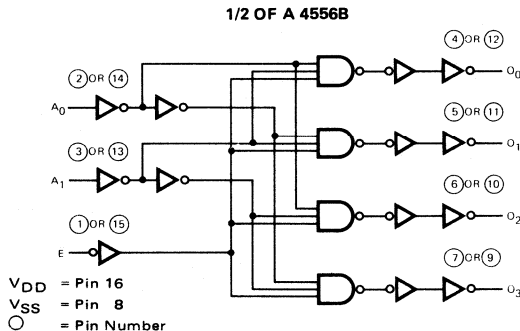 1/2 OF A 4556B
4 OR 12
2 OR 14
O0
A0
5 OR 11
3 OR 13
O1
A1
6 OR 10
1 OR 15
O2
E
7 OR 9
VDD = Pin 16
O3
VSS = Pin 8
= Pin Number